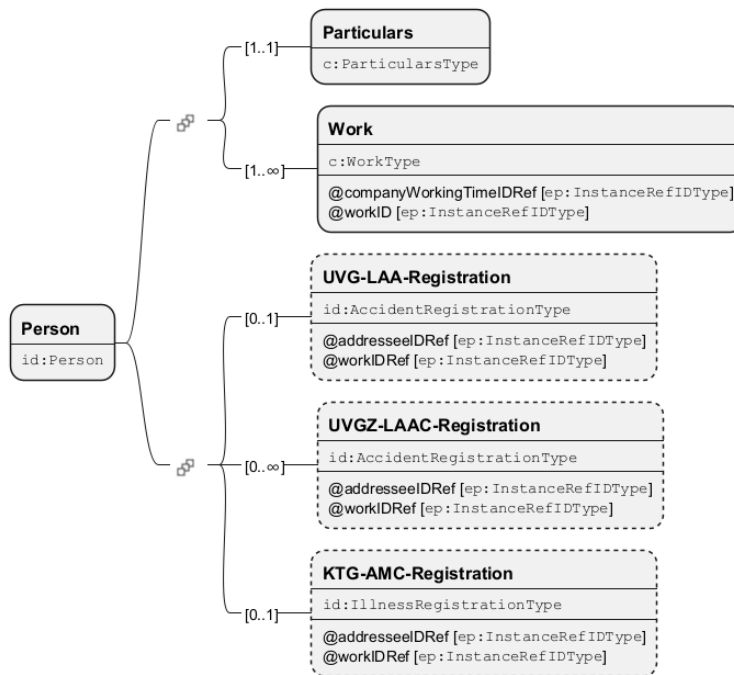 [1..1]
Particulars
c:ParticularsType
[1..∞]
Work
c:WorkType
@companyWorkingTimeIDRef [ep:InstanceRefIDType]
@workID [ep:InstanceRefIDType]
Person
id:Person
[0..1]
UVG-LAA-Registration
id:AccidentRegistrationType
@addresseeIDRef [ep:InstanceRefIDType]
@workIDRef [ep:InstanceRefIDType]
[0..∞]
UVGZ-LAAC-Registration
id:AccidentRegistrationType
@addresseeIDRef [ep:InstanceRefIDType]
@workIDRef [ep:InstanceRefIDType]
[0..1]
KTG-AMC-Registration
id:IllnessRegistrationType
@addresseeIDRef [ep:InstanceRefIDType]
@workIDRef [ep:InstanceRefIDType]